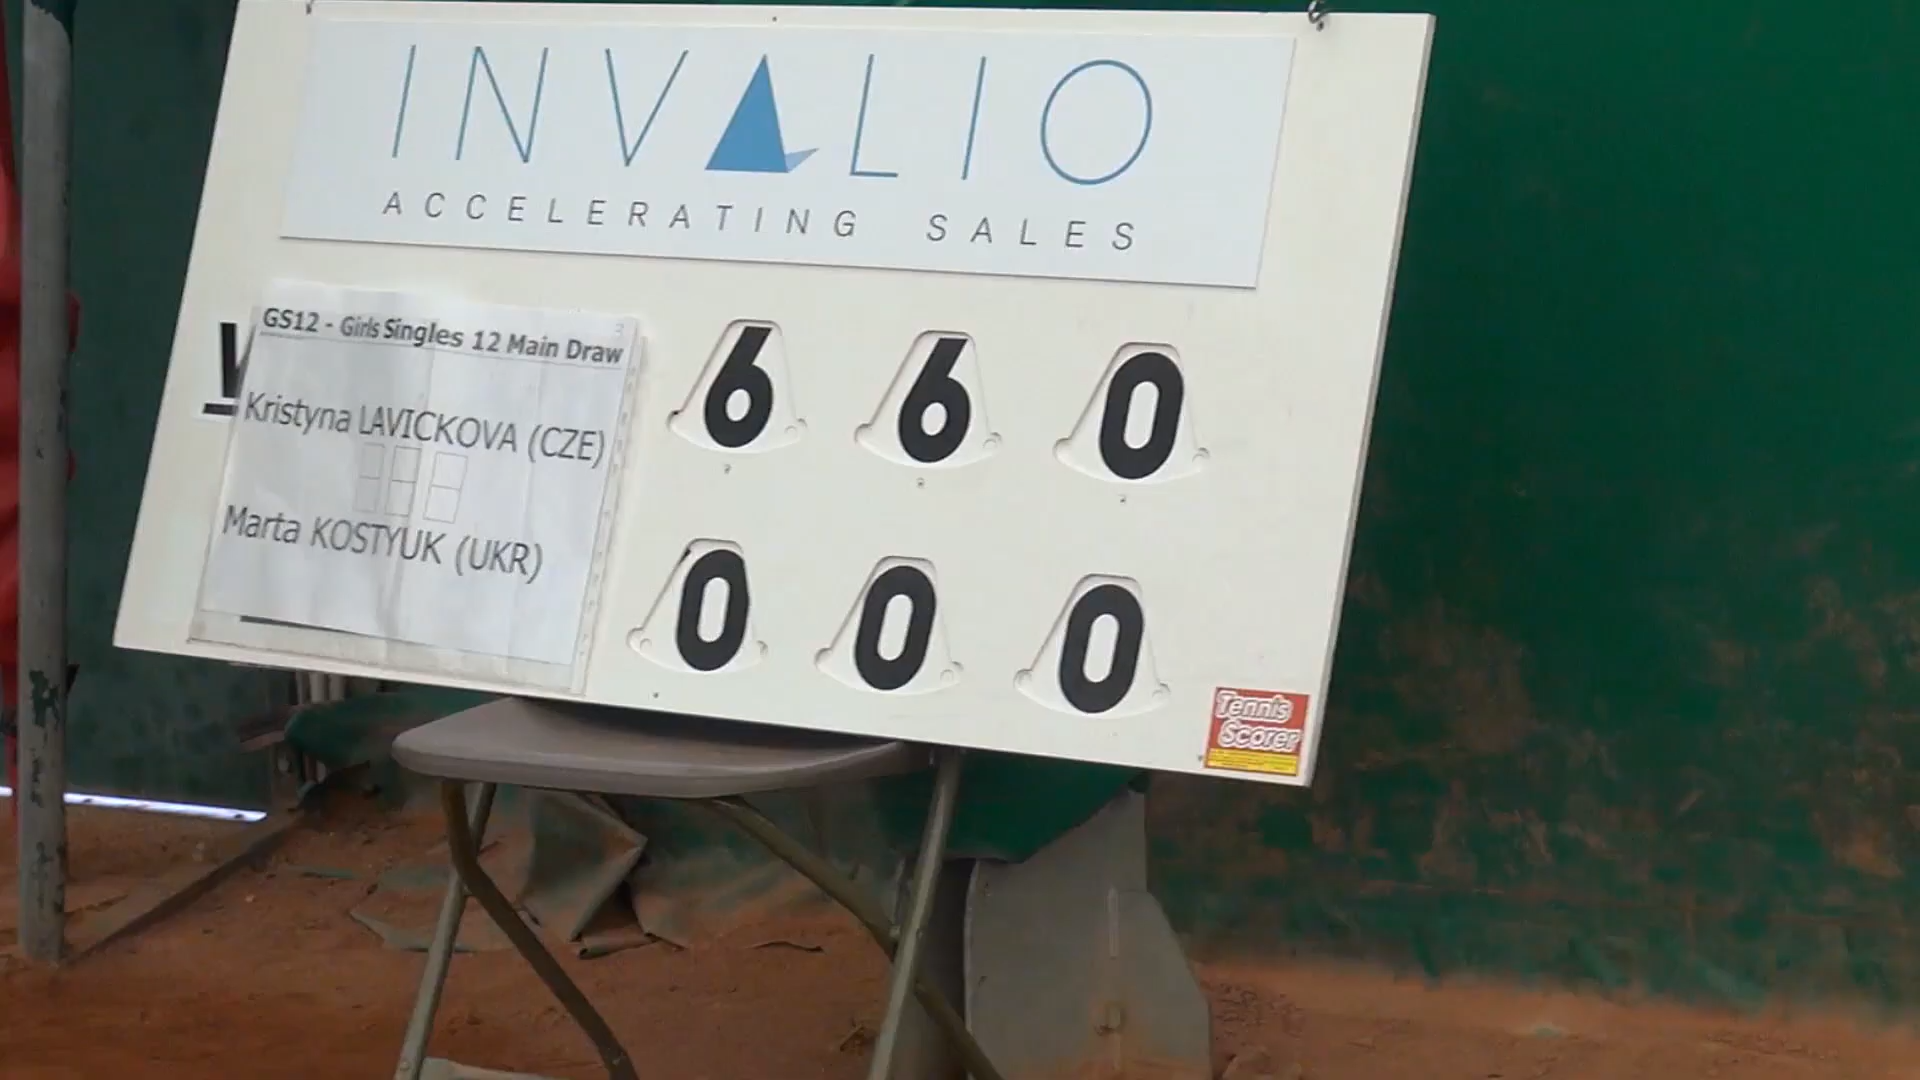 INVALIO
ACCELERATING SALES
GS12 - Girls Singles 12 Main Draw
Kristyna LAVICKOVA (CZE)
6 6 0
Marta KOSTYUK (UKR)
0 0 0
Tennis
Scorer